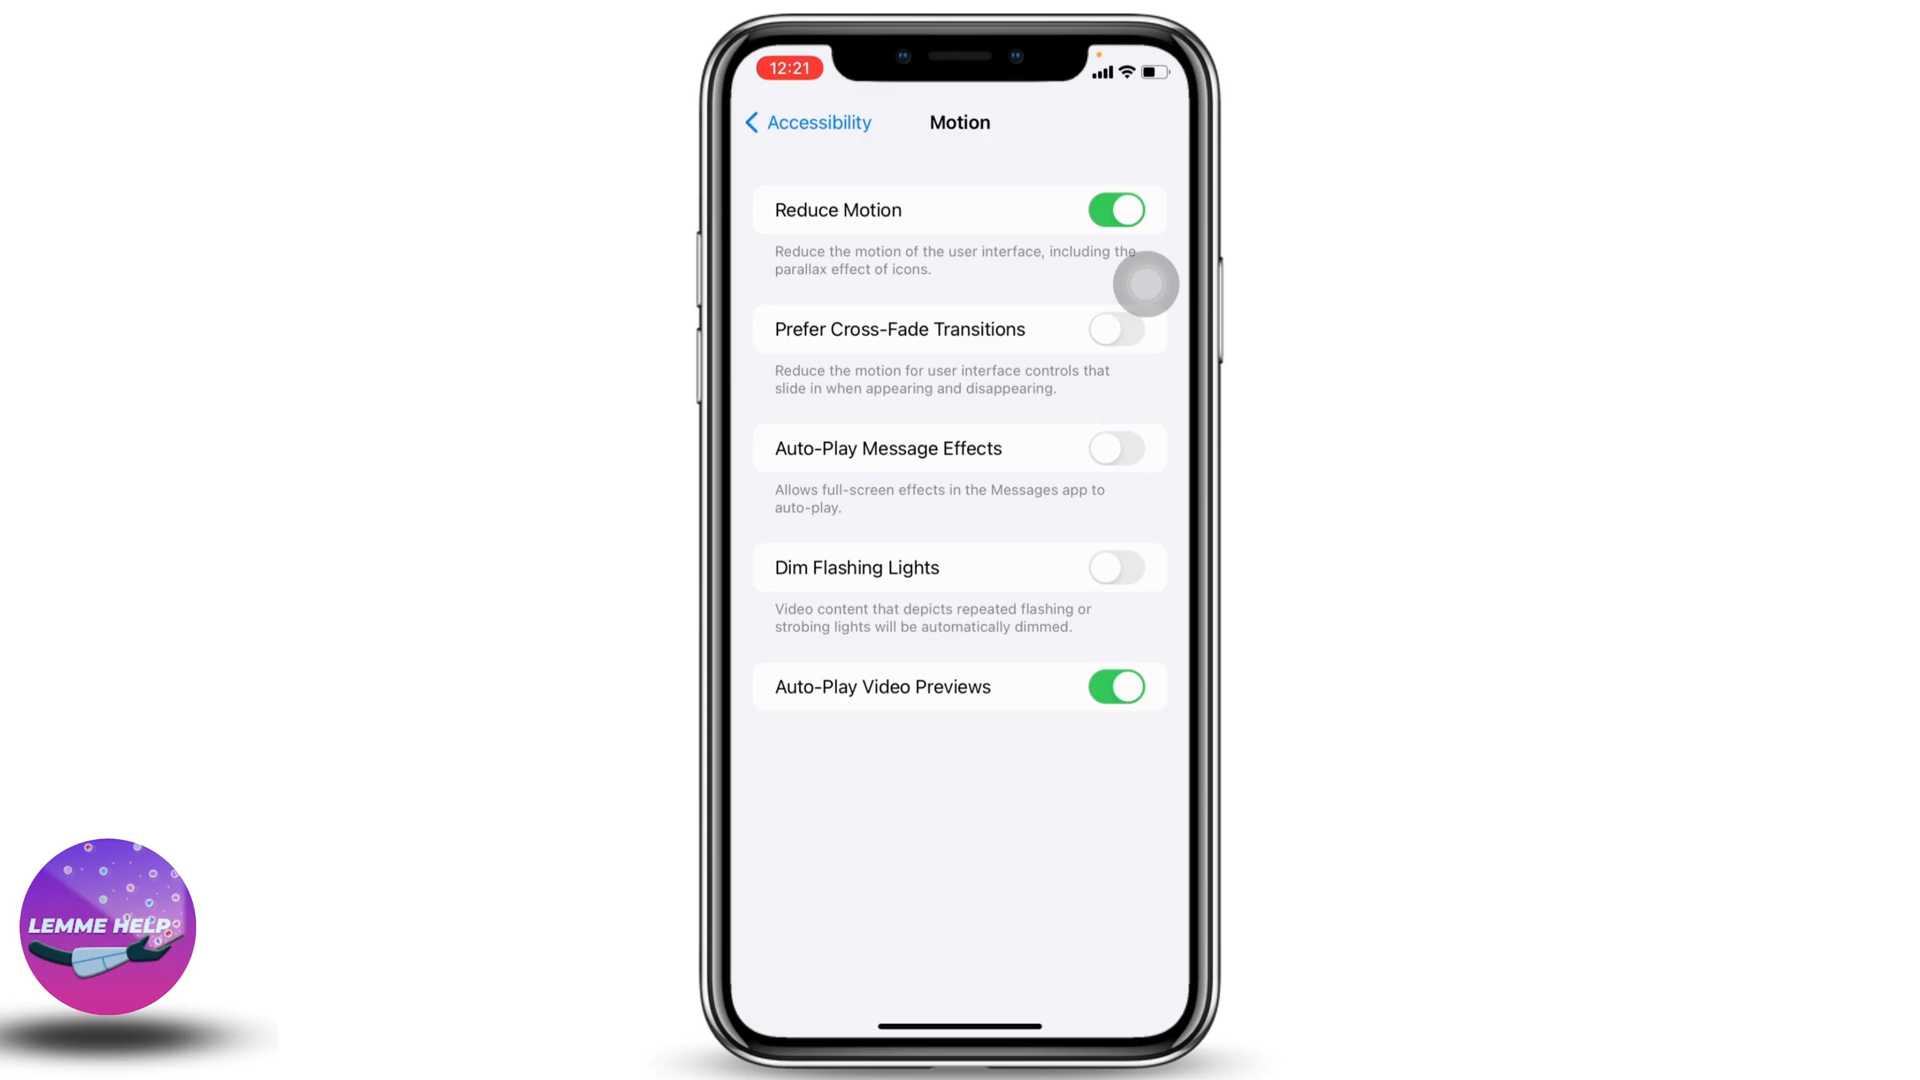 12:21
Accessibility
Motion
Reduce Motion
Reduce the motion of the user interface, including the
parallax effect of icons.
Prefer Cross-Fade Transitions
Reduce the motion for user interface controls that
slide in when appearing and disappearing.
Auto-Play Message Effects
Allows full-screen effects in the Messages app to
auto-play.
Dim Flashing Lights
Video content that depicts repeated flashing or
strobing lights will be automatically dimmed.
Auto-Play Video Previews
LEMME HELP